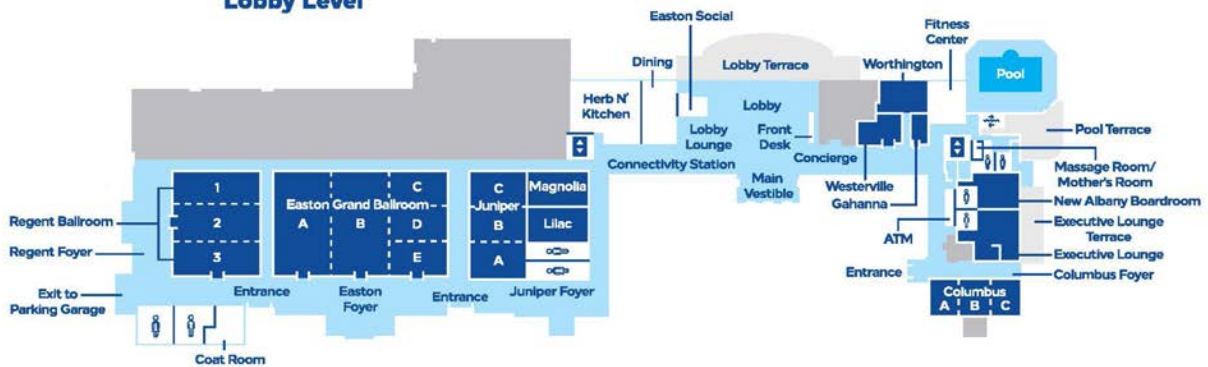 Lobby Level
Easton Social
Fitness
Center
Dining
Lobby Terrace
Worthington
Pool
Herb N'
Kitchen
Lobby
Lobby
Lounge
Front
Desk
Pool Terrace
Connectivity Station
Concierge
Massage Room/
Mother's Room
Main
Vestible
Westerville
Gahanna
New Albany Boardroom
Regent Ballroom
1
2
3
Easton Grand Ballroom
A
B
C
D
E
C
Juniper
B
A
Magnolia
Lilac
ATM
Executive Lounge
Terrace
Regent Foyer
Executive Lounge
Entrance
Columbus Foyer
Exit to
Parking Garage
Entrance
Easton
Foyer
Entrance
Juniper Foyer
Columbus
A
B
C
Coat Room